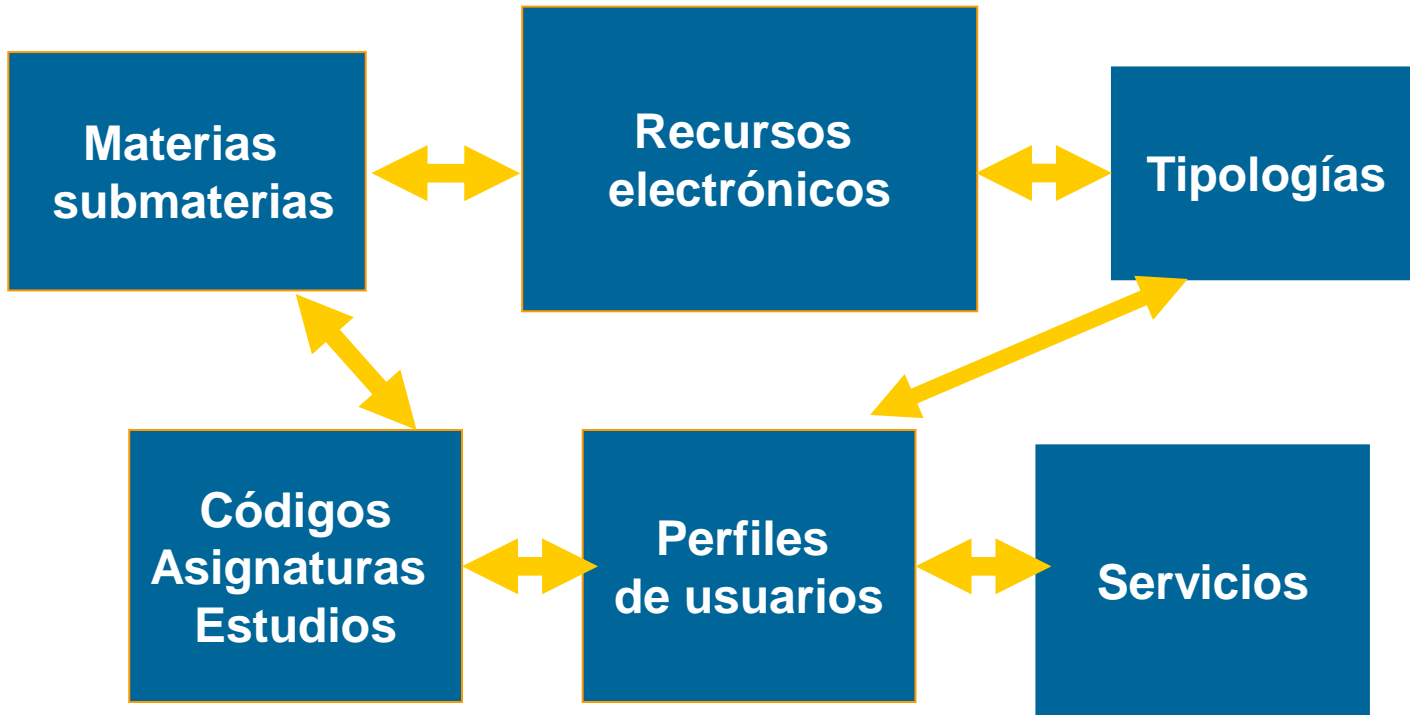 Materias
submaterias
Recursos
electrónicos
Tipologías
Códigos
Asignaturas
Estudios
Perfiles
de usuarios
Servicios